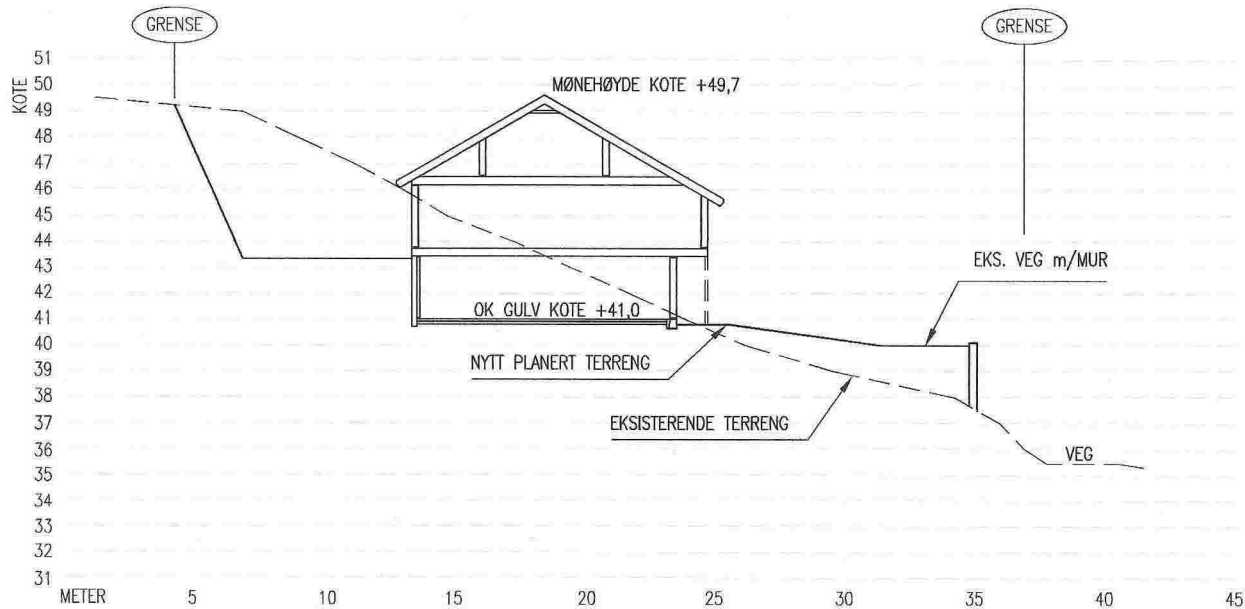 GRENSE
GRENSE
KOTE
51
50
49
48
47
46
45
44
43
42
41
40
39
38
37
36
35
34
33
32
31
MØNEHØYDE KOTE +49,7
EKS. VEG m/MUR
OK GULV KOTE +41,0
NYTT PLANERT TERRENG
EKSISTERENDE TERRENG
VEG
METER 5 10 15 20 25 30 35 40 45